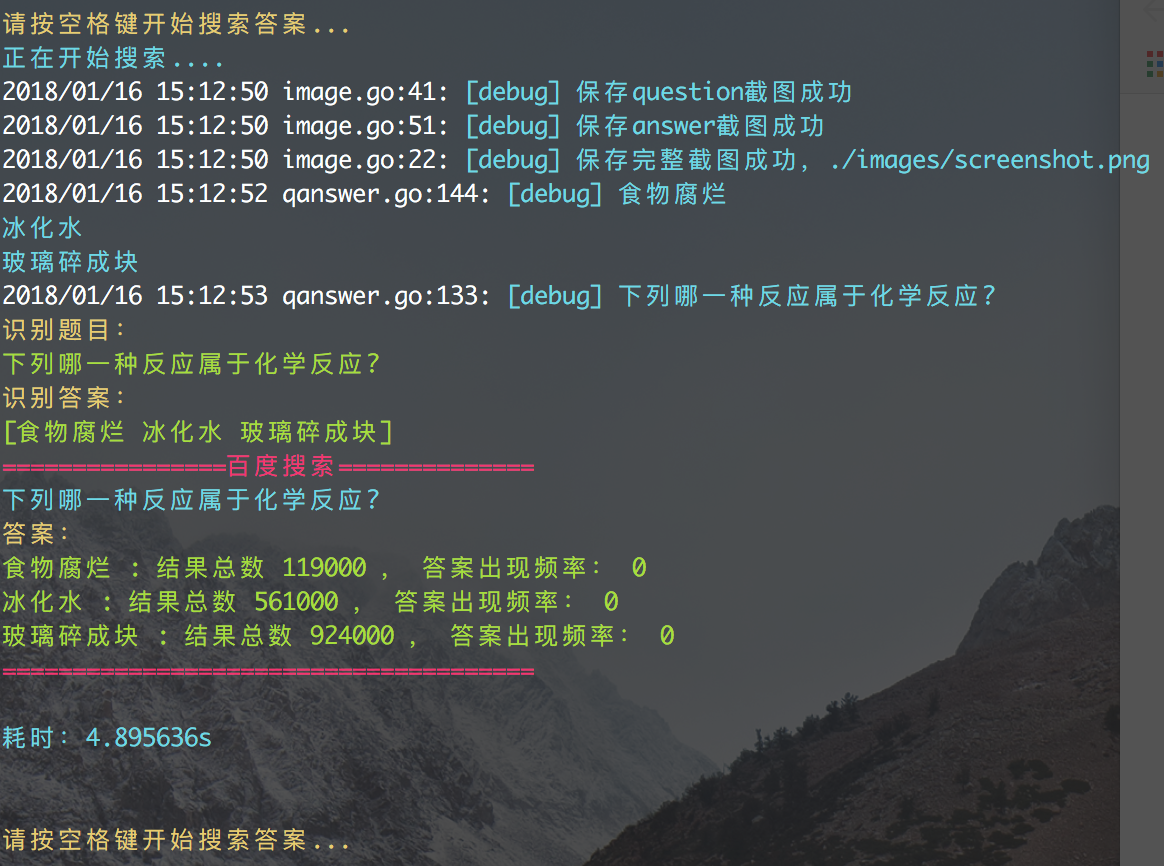 请按空格键开始搜索答案...
正在开始搜索....
2018/01/16 15:12:50 image.go:41: [debug] 保存question截图成功
2018/01/16 15:12:50 image.go:51: [debug] 保存answer截图成功
2018/01/16 15:12:50 image.go:22: [debug] 保存完整截图成功, ./images/screenshot.png
2018/01/16 15:12:52 qanswer.go:144: [debug] 食物腐烂
冰化水
玻璃碎成块
2018/01/16 15:12:53 qanswer.go:133: [debug] 下列哪一种反应属于化学反应?
识别题目:
下列哪一种反应属于化学反应?
识别答案:
[食物腐烂 冰化水 玻璃碎成块]
================百度搜索==============
下列哪一种反应属于化学反应?
答案:
食物腐烂 : 结果总数 119000 , 答案出现频率: 0
冰化水 : 结果总数 561000 , 答案出现频率: 0
玻璃碎成块 : 结果总数 924000 , 答案出现频率: 0
======================================
耗时: 4.895636s
请按空格键开始搜索答案...